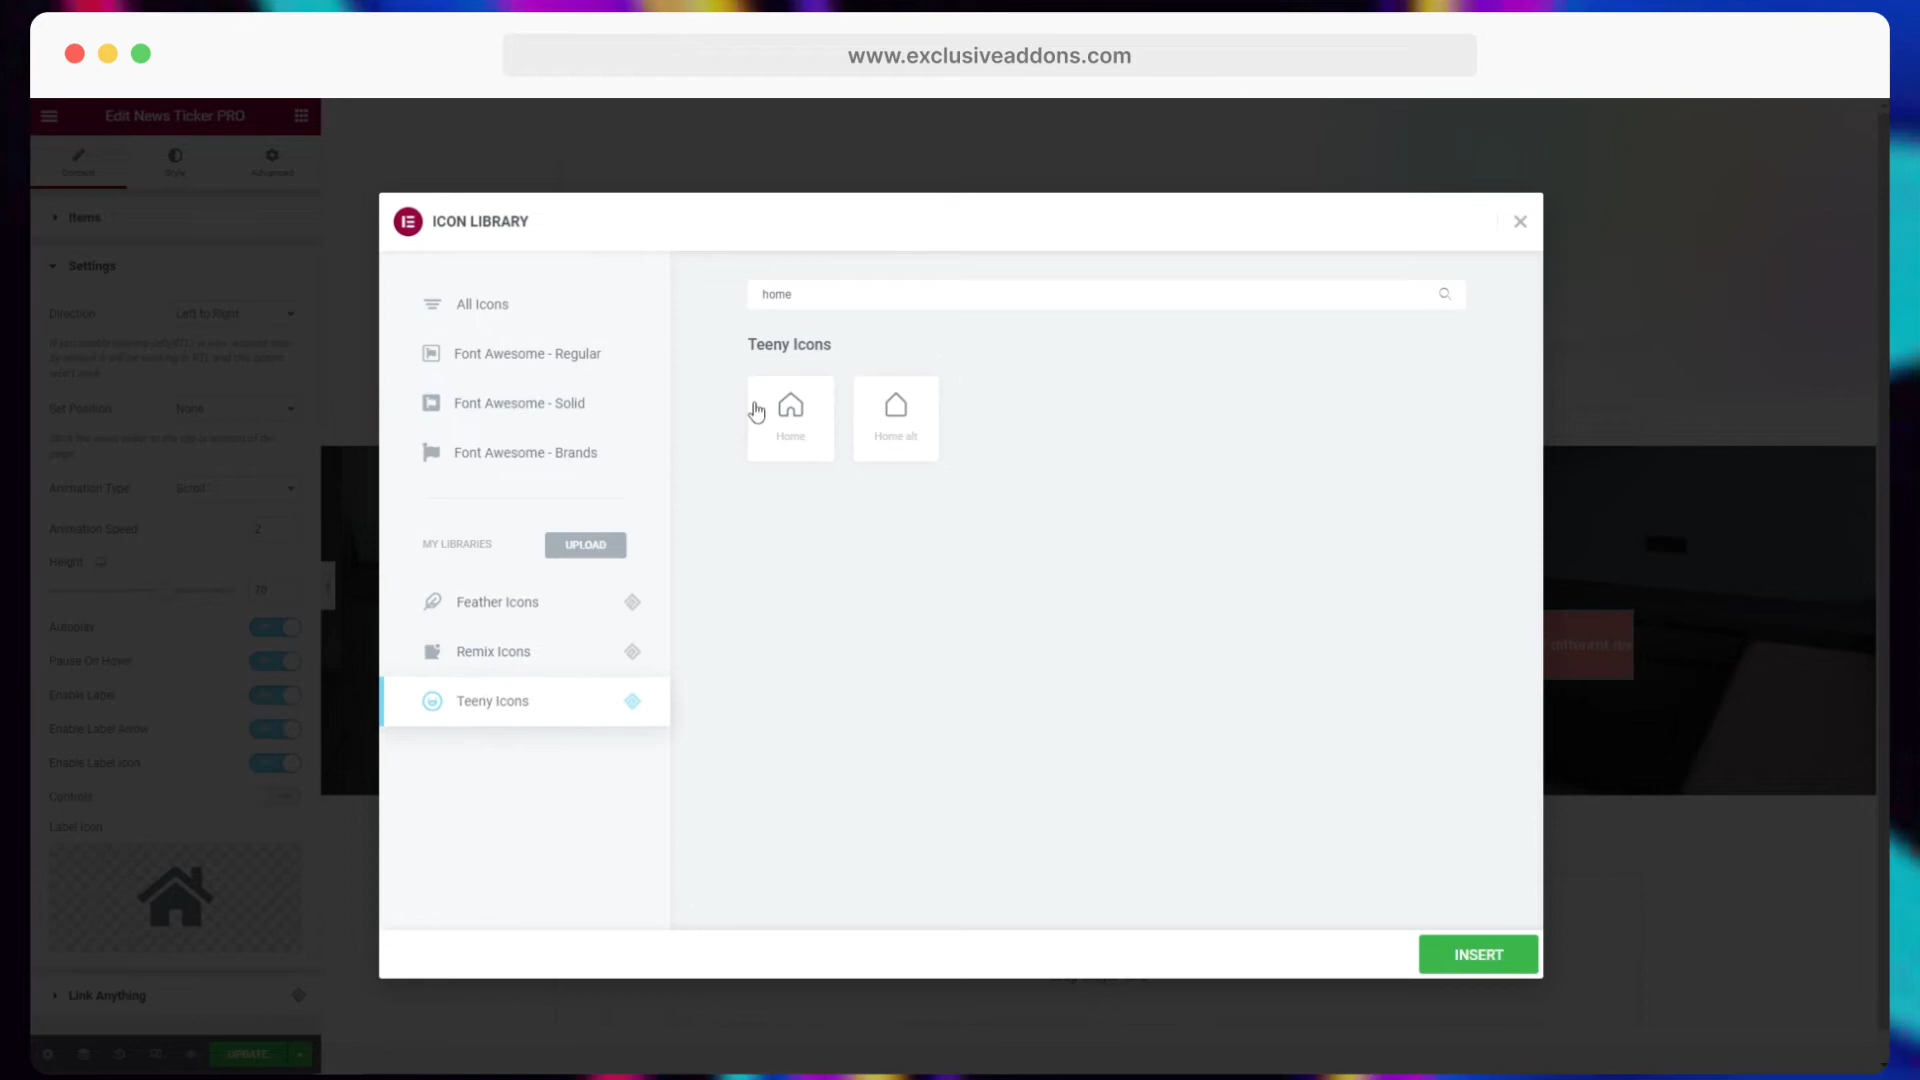 www.exclusiveaddons.com
Edit News Ticker PRO
Content
Style
Advanced
Items
Settings
Direction
Left to Right
Set Position
None
Animation Type
Scroll
Animation Speed
2
Height
70
Autoplay
Pause On Hover
Enable Label
Enable Label Arrow
Enable Label Icon
Controls
Label Icon
Link Anything
UPDATE
ICON LIBRARY
All Icons
Font Awesome - Regular
Font Awesome - Solid
Font Awesome - Brands
MY LIBRARIES
UPLOAD
Feather Icons
Remix Icons
Teeny Icons
home
Teeny Icons
Home
Home alt
INSERT
different